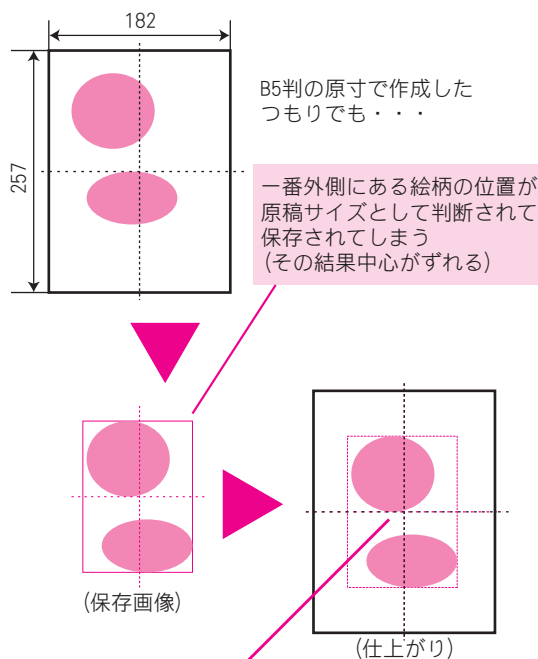 182
257
B5判の原寸で作成した
つもりでも・・・
一番外側にある絵柄の位置が
原稿サイズとして判断されて
保存されてしまう
(その結果中心がずれる)
(保存画像)
(仕上がり)